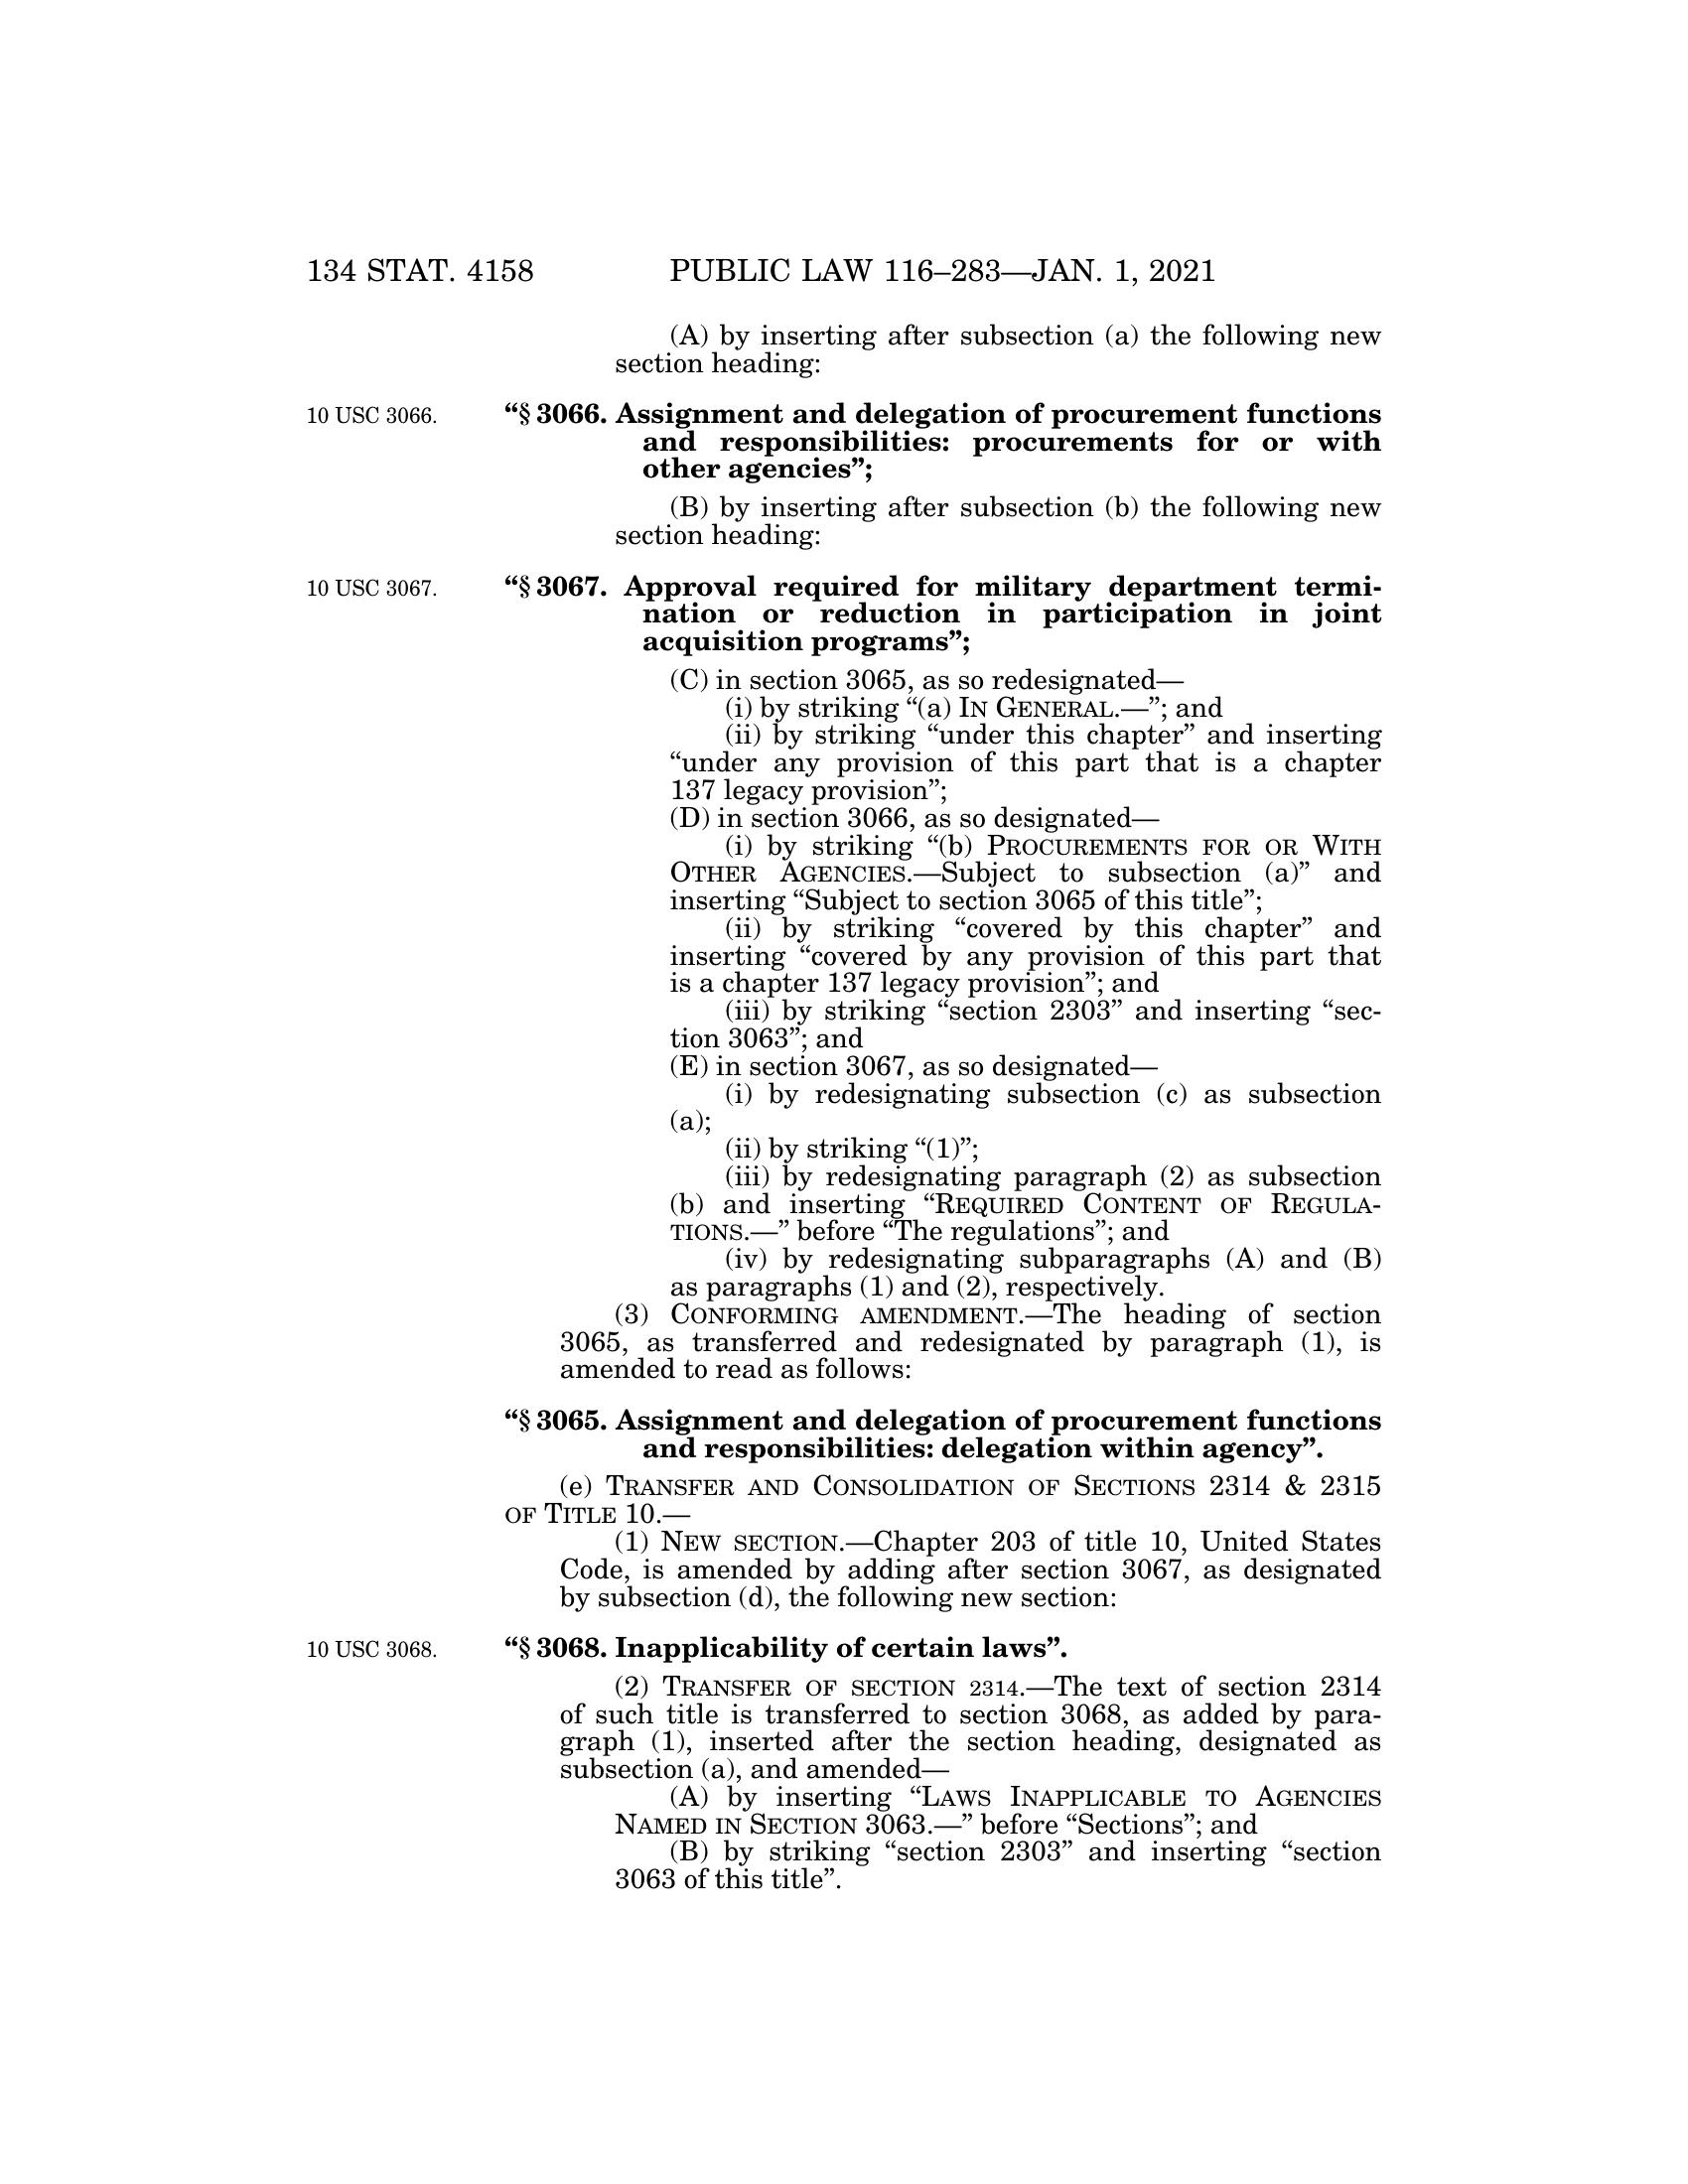 134 STAT. 4158
PUBLIC LAW 116–283—JAN. 1, 2021
(A) by inserting after subsection (a) the following new
section heading:
10 USC 3066.
“§ 3066. Assignment and delegation of procurement functions
and responsibilities: procurements for or with
other agencies”;
(B) by inserting after subsection (b) the following new
section heading:
10 USC 3067.
“§ 3067. Approval required for military department termi-
nation or reduction in participation in joint
acquisition programs”;
(C) in section 3065, as so redesignated—
(i) by striking “(a) IN GENERAL.—”; and
(ii) by striking “under this chapter” and inserting
“under any provision of this part that is a chapter
137 legacy provision”;
(D) in section 3066, as so designated—
(i) by striking “(b) PROCUREMENTS FOR OR WITH
OTHER AGENCIES.—Subject to subsection (a)” and
inserting “Subject to section 3065 of this title”;
(ii) by striking “covered by this chapter” and
inserting “covered by any provision of this part that
is a chapter 137 legacy provision”; and
(iii) by striking “section 2303” and inserting “sec-
tion 3063”; and
(E) in section 3067, as so designated—
(i) by redesignating subsection (c) as subsection
(a);
(ii) by striking “(1)”;
(iii) by redesignating paragraph (2) as subsection
(b) and inserting “REQUIRED CONTENT OF REGULA-
TIONS.—” before “The regulations”; and
(iv) by redesignating subparagraphs (A) and (B)
as paragraphs (1) and (2), respectively.
(3) CONFORMING AMENDMENT.—The heading of section
3065, as transferred and redesignated by paragraph (1), is
amended to read as follows:
“§ 3065. Assignment and delegation of procurement functions
and responsibilities: delegation within agency”.
(e) TRANSFER AND CONSOLIDATION OF SECTIONS 2314 & 2315
OF TITLE 10.—
(1) NEW SECTION.—Chapter 203 of title 10, United States
Code, is amended by adding after section 3067, as designated
by subsection (d), the following new section:
10 USC 3068.
“§ 3068. Inapplicability of certain laws”.
(2) TRANSFER OF SECTION 2314.—The text of section 2314
of such title is transferred to section 3068, as added by para-
graph (1), inserted after the section heading, designated as
subsection (a), and amended—
(A) by inserting “LAWS INAPPLICABLE TO AGENCIES
NAMED IN SECTION 3063.—” before “Sections”; and
(B) by striking “section 2303” and inserting “section
3063 of this title”.